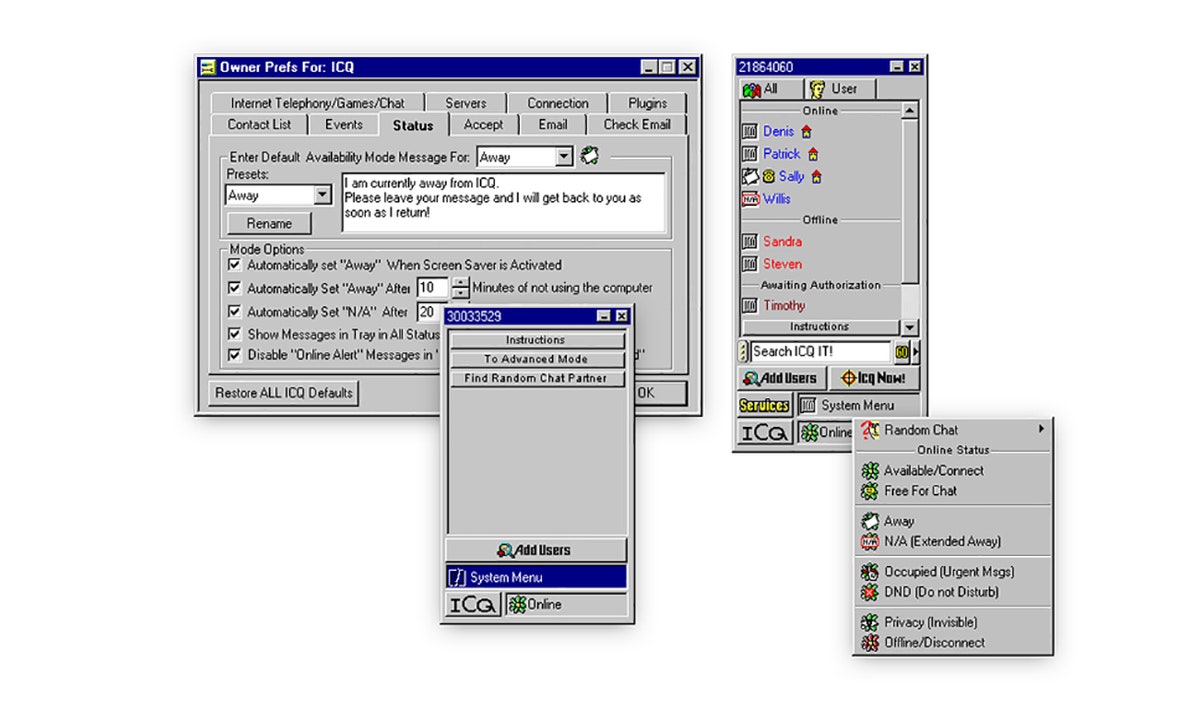 Owner Prefs For: ICQ
Internet Telephony/Games/Chat Servers Connection Plugins
Contact List Events Status Accept Email Check Email
Enter Default Availability Mode Message For: Away
Presets:
Away
Rename
I am currently away from ICQ.
Please leave your message and I will get back to you as
soon as I return!
Mode Options
Automatically set "Away" When Screen Saver is Activated
Automatically Set "Away" After 10 Minutes of not using the computer
Automatically Set "N/A" After 20
Show Messages in Tray in All Status
Disable "Online Alert" Messages in "
Restore ALL ICQ Defaults
OK
30033529
Instructions
To Advanced Mode
Find Random Chat Partner
Add Users
System Menu
ICQ Online
21864060
All User
Online
Denis
Patrick
Sally
N/A Willis
Offline
Sandra
Steven
Awaiting Authorization
Timothy
Instructions
Search ICQ IT! GO
Add Users Icq Now!
Services System Menu
ICQ Online
Random Chat
Online Status
Available/Connect
Free For Chat
Away
N/A N/A (Extended Away)
Occupied (Urgent Msgs)
DND (Do not Disturb)
Privacy (Invisible)
Offline/Disconnect